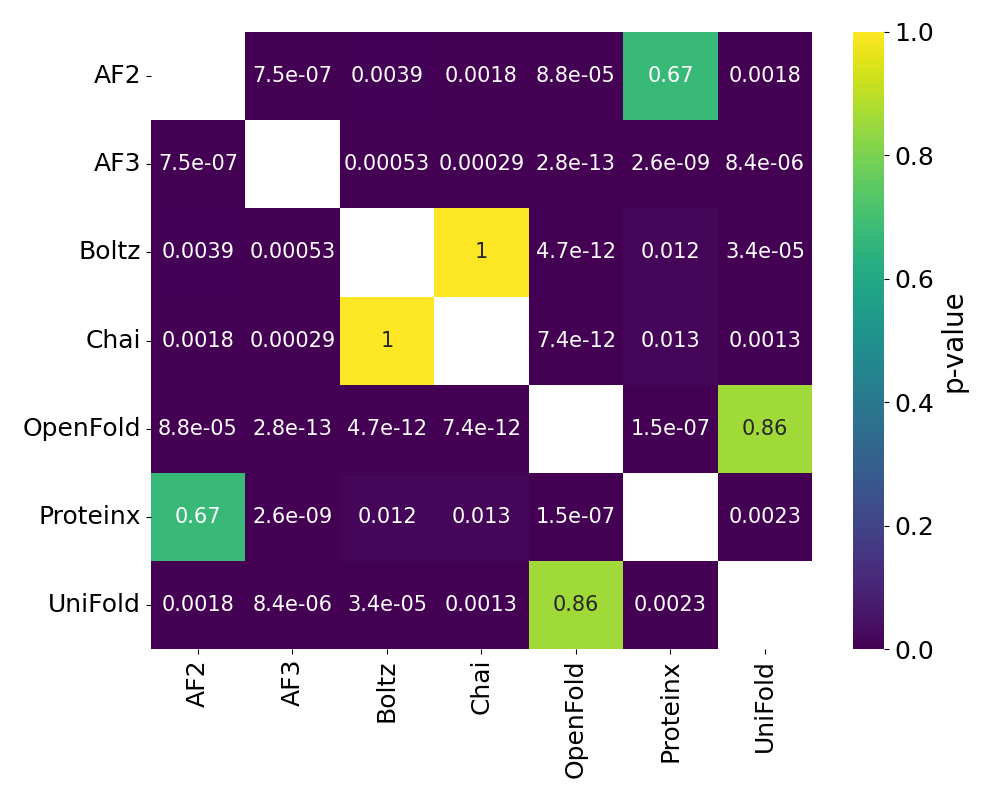 AF2 7.5e-07 0.0039 0.0018 8.8e-05 0.67 0.0018
AF3 7.5e-07 0.00053 0.00029 2.8e-13 2.6e-09 8.4e-06
Boltz 0.0039 0.00053 1 4.7e-12 0.012 3.4e-05
Chai 0.0018 0.00029 1 7.4e-12 0.013 0.0013
OpenFold 8.8e-05 2.8e-13 4.7e-12 7.4e-12 1.5e-07 0.86
Proteinx 0.67 2.6e-09 0.012 0.013 1.5e-07 0.0023
UniFold 0.0018 8.4e-06 3.4e-05 0.0013 0.86 0.0023
AF2 AF3 Boltz Chai OpenFold Proteinx UniFold
1.0
0.8
0.6
0.4
0.2
0.0
p-value